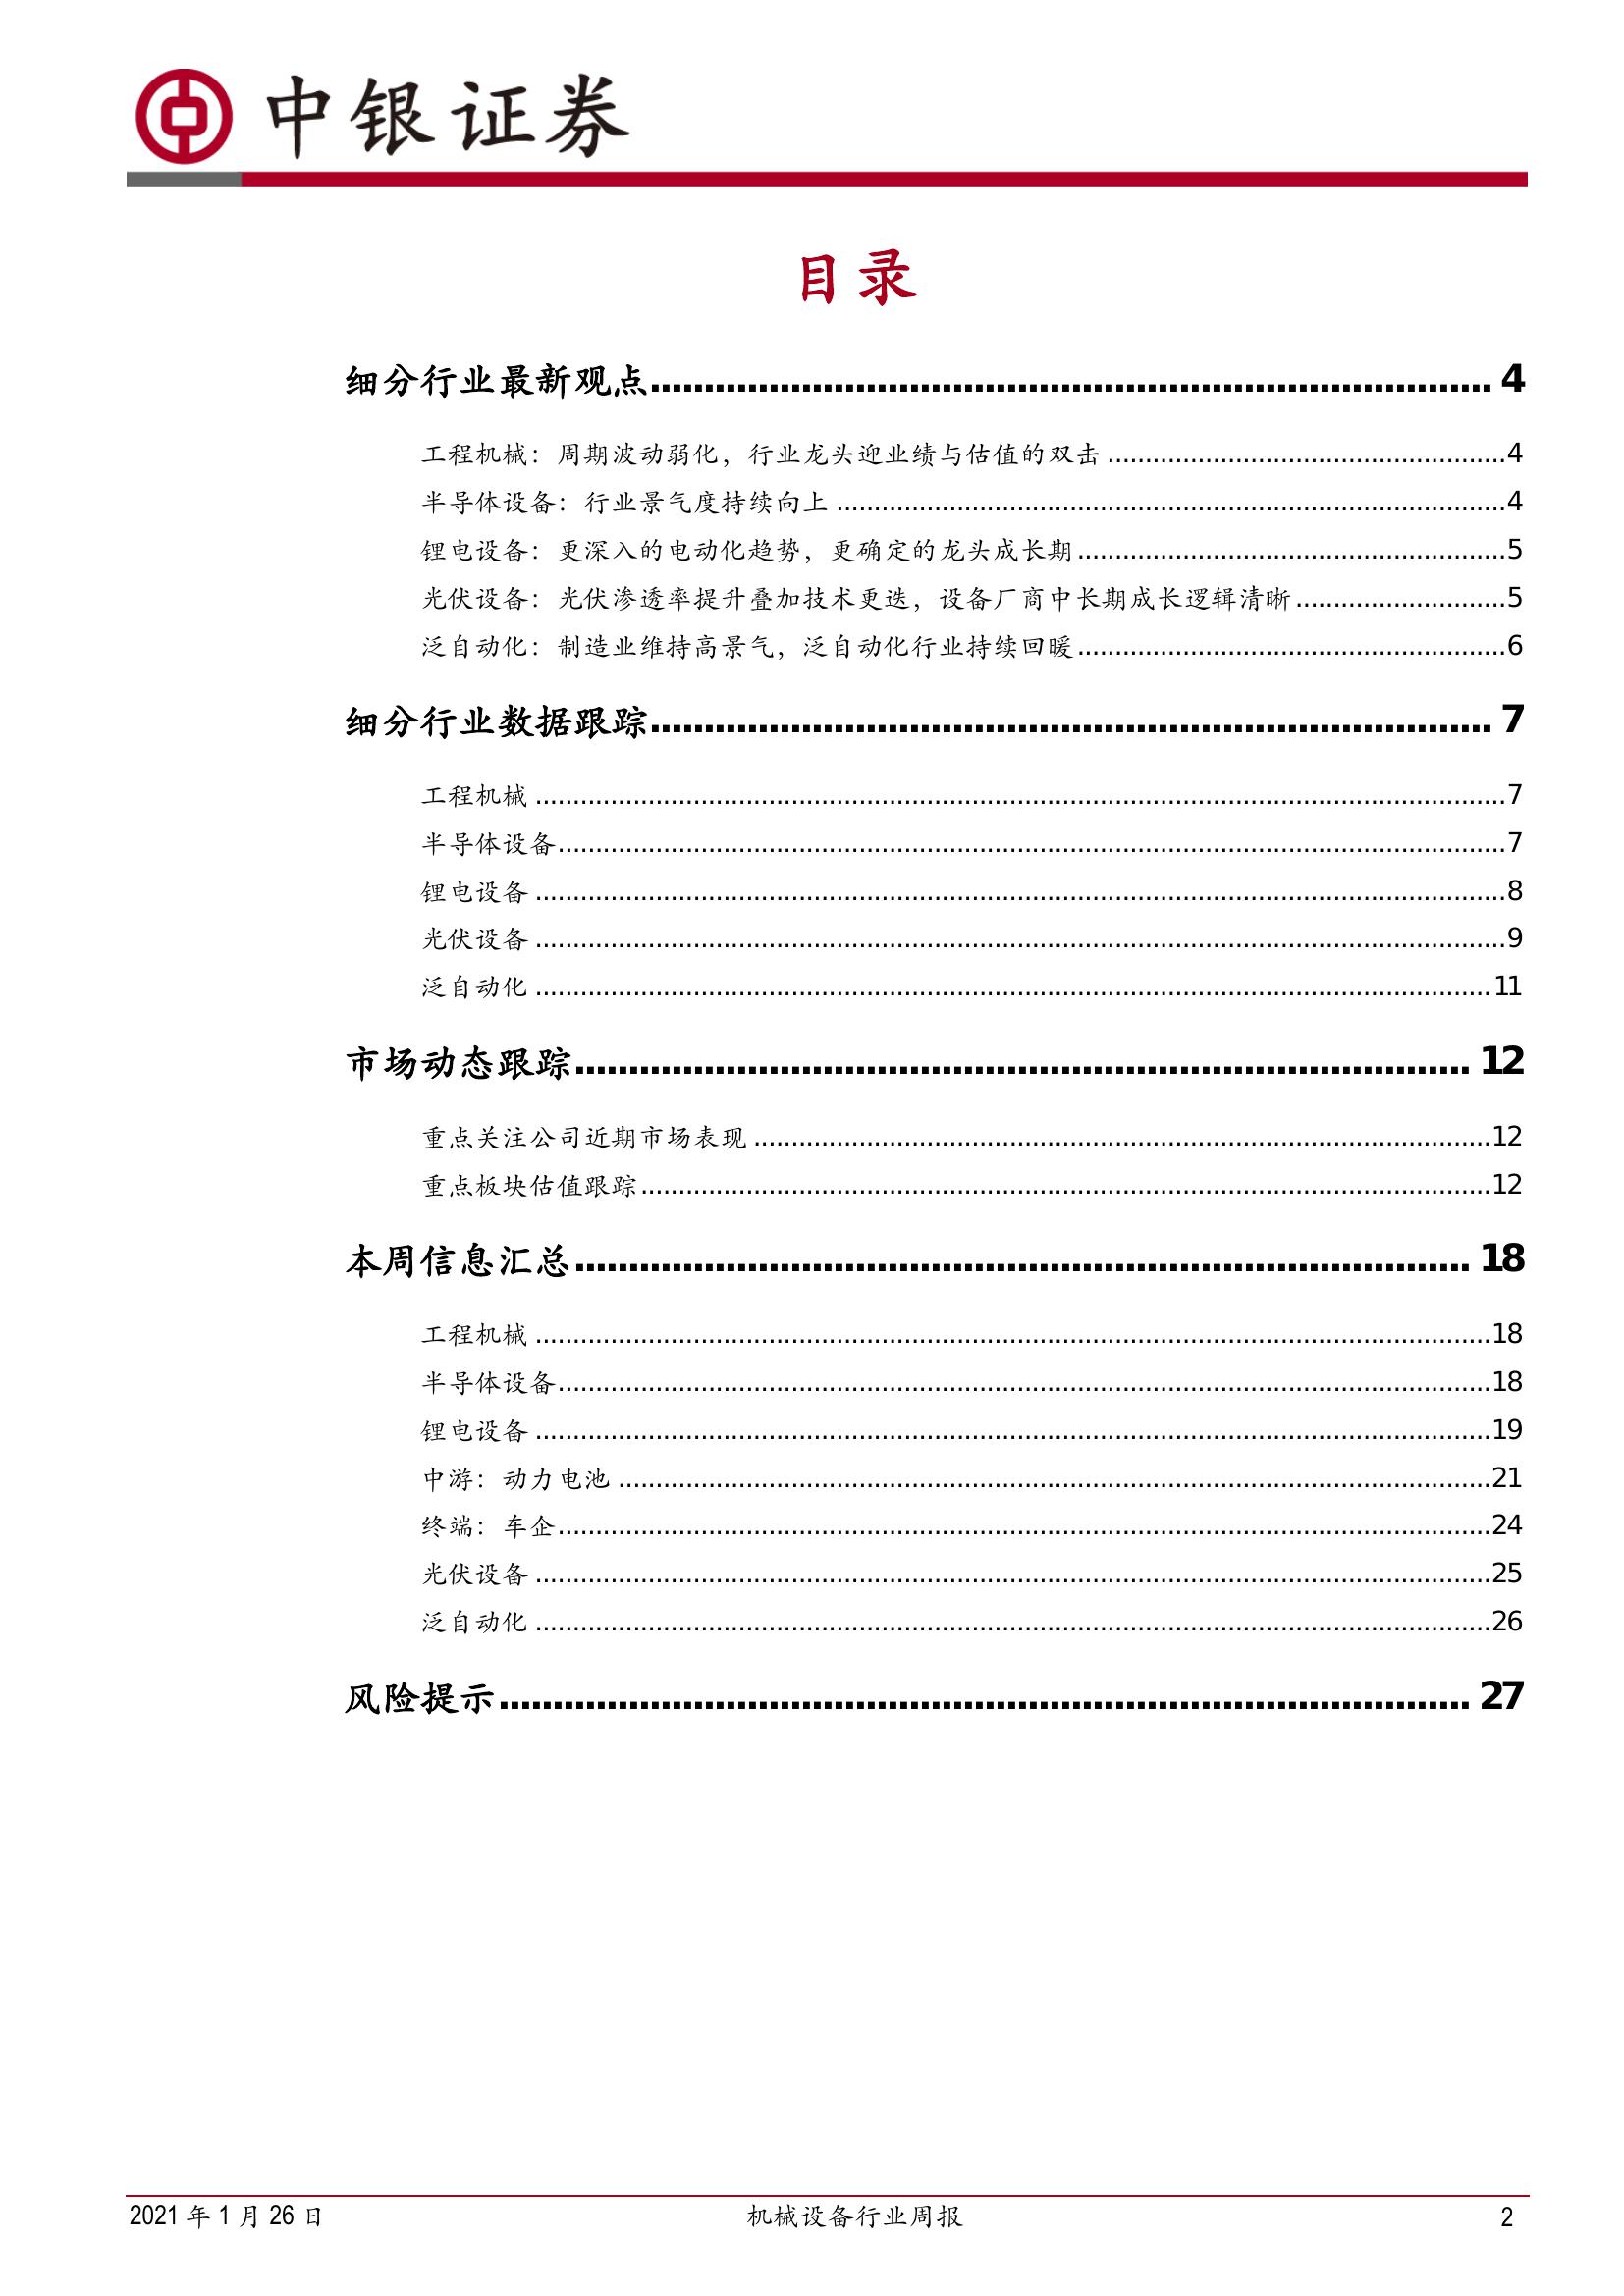 中银证券
目录
细分行业最新观点........................................ 4
工程机械：周期波动弱化，行业龙头迎业绩与估值的双击........................................4
半导体设备：行业景气度持续向上........................................4
锂电设备：更深入的电动化趋势，更确定的龙头成长期........................................5
光伏设备：光伏渗透率提升叠加技术更迭，设备厂商中长期成长逻辑清晰........................................5
泛自动化：制造业维持高景气，泛自动化行业持续回暖........................................6
细分行业数据跟踪........................................ 7
工程机械........................................7
半导体设备........................................7
锂电设备........................................8
光伏设备........................................9
泛自动化........................................11
市场动态跟踪........................................ 12
重点关注公司近期市场表现........................................12
重点板块估值跟踪........................................12
本周信息汇总........................................ 18
工程机械........................................18
半导体设备........................................18
锂电设备........................................19
中游：动力电池........................................21
终端：车企........................................24
光伏设备........................................25
泛自动化........................................26
风险提示........................................ 27
2021 年 1 月 26 日 机械设备行业周报 2